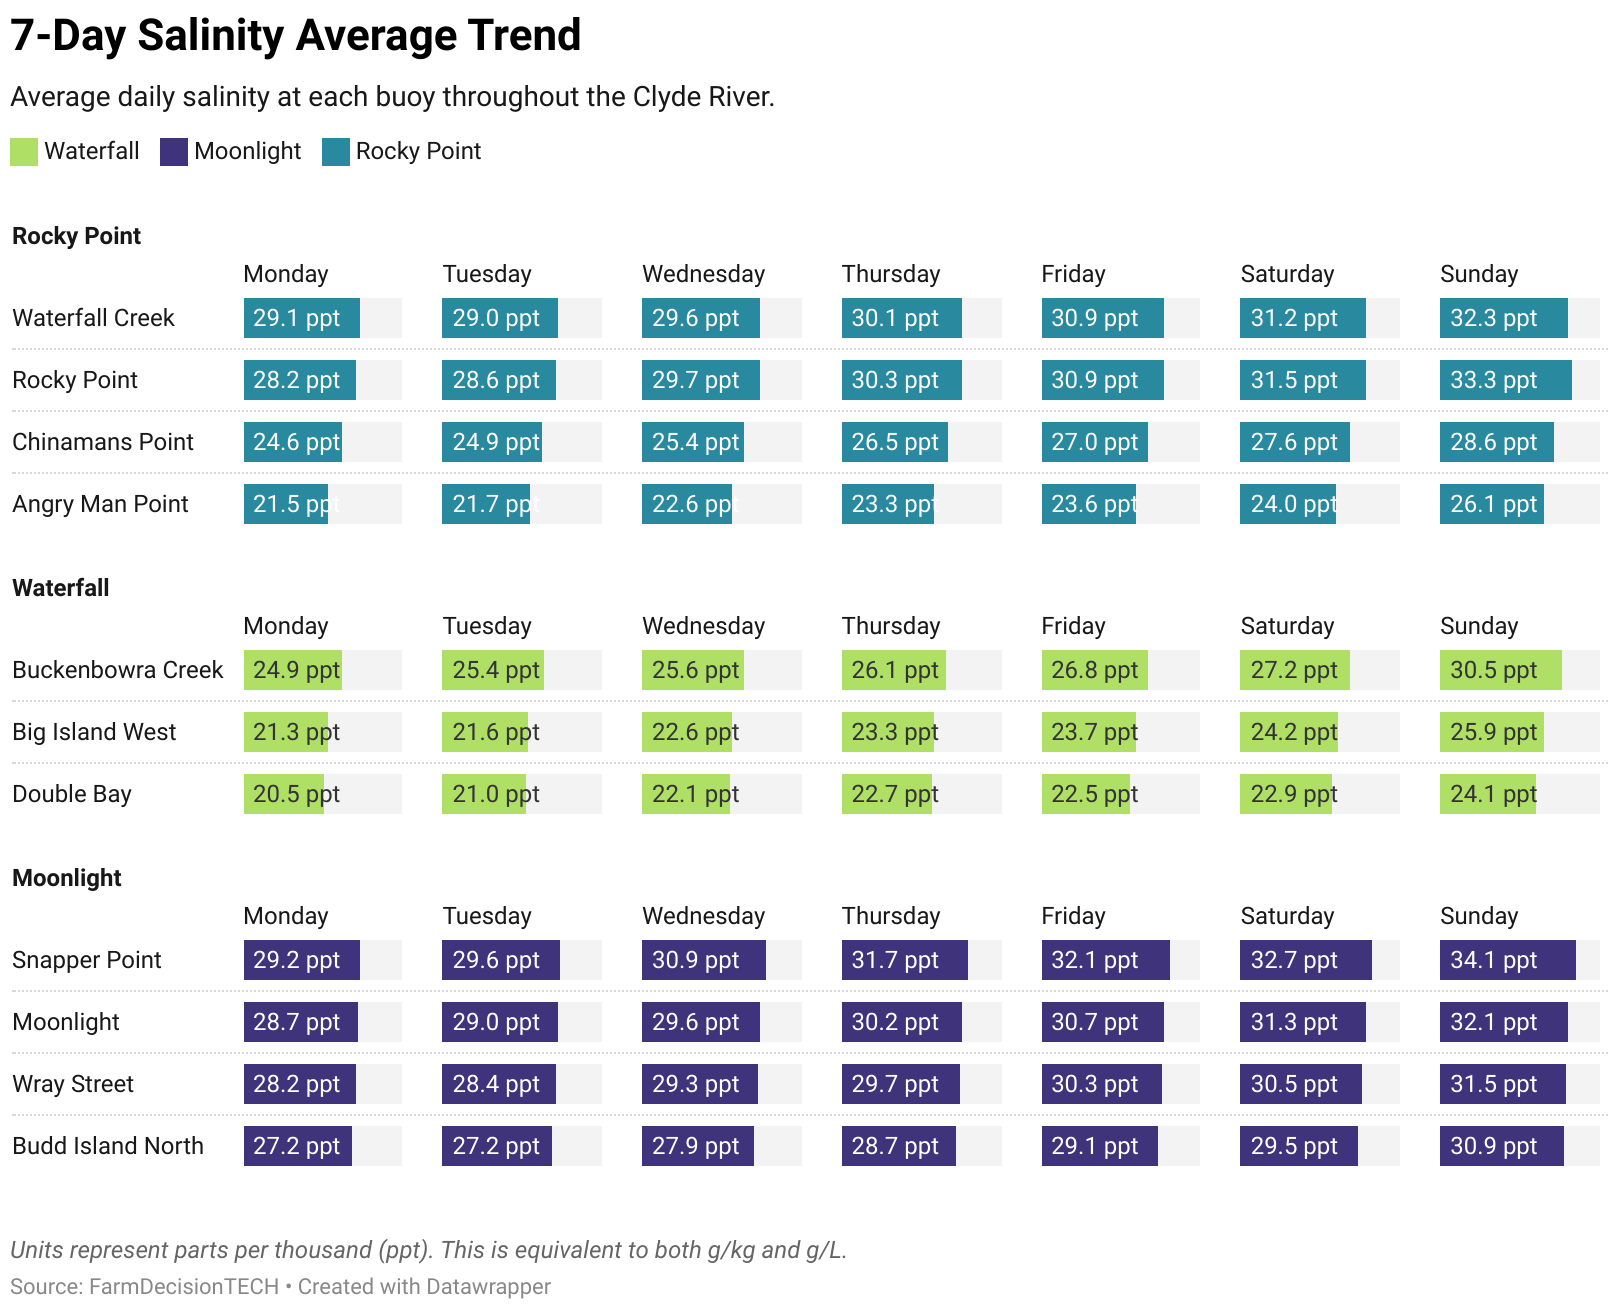 7-Day Salinity Average Trend
Average daily salinity at each buoy throughout the Clyde River.
Waterfall Moonlight Rocky Point
Rocky Point
Monday Tuesday Wednesday Thursday Friday Saturday Sunday
Waterfall Creek 29.1 ppt 29.0 ppt 29.6 ppt 30.1 ppt 30.9 ppt 31.2 ppt 32.3 ppt
Rocky Point 28.2 ppt 28.6 ppt 29.7 ppt 30.3 ppt 30.9 ppt 31.5 ppt 33.3 ppt
Chinamans Point 24.6 ppt 24.9 ppt 25.4 ppt 26.5 ppt 27.0 ppt 27.6 ppt 28.6 ppt
Angry Man Point 21.5 ppt 21.7 ppt 22.6 ppt 23.3 ppt 23.6 ppt 24.0 ppt 26.1 ppt
Waterfall
Monday Tuesday Wednesday Thursday Friday Saturday Sunday
Buckenbowra Creek 24.9 ppt 25.4 ppt 25.6 ppt 26.1 ppt 26.8 ppt 27.2 ppt 30.5 ppt
Big Island West 21.3 ppt 21.6 ppt 22.6 ppt 23.3 ppt 23.7 ppt 24.2 ppt 25.9 ppt
Double Bay 20.5 ppt 21.0 ppt 22.1 ppt 22.7 ppt 22.5 ppt 22.9 ppt 24.1 ppt
Moonlight
Monday Tuesday Wednesday Thursday Friday Saturday Sunday
Snapper Point 29.2 ppt 29.6 ppt 30.9 ppt 31.7 ppt 32.1 ppt 32.7 ppt 34.1 ppt
Moonlight 28.7 ppt 29.0 ppt 29.6 ppt 30.2 ppt 30.7 ppt 31.3 ppt 32.1 ppt
Wray Street 28.2 ppt 28.4 ppt 29.3 ppt 29.7 ppt 30.3 ppt 30.5 ppt 31.5 ppt
Budd Island North 27.2 ppt 27.2 ppt 27.9 ppt 28.7 ppt 29.1 ppt 29.5 ppt 30.9 ppt
Units represent parts per thousand (ppt). This is equivalent to both g/kg and g/L.
Source: FarmDecisionTECH • Created with Datawrapper